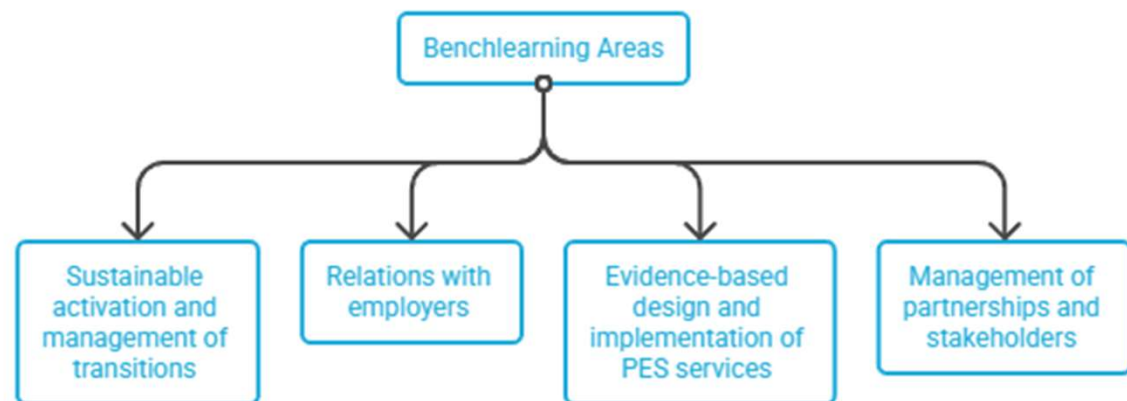 Benchlearning Areas
Sustainable
activation and
management of
transitions
Relations with
employers
Evidence-based
design and
implementation of
PES services
Management of
partnerships and
stakeholders